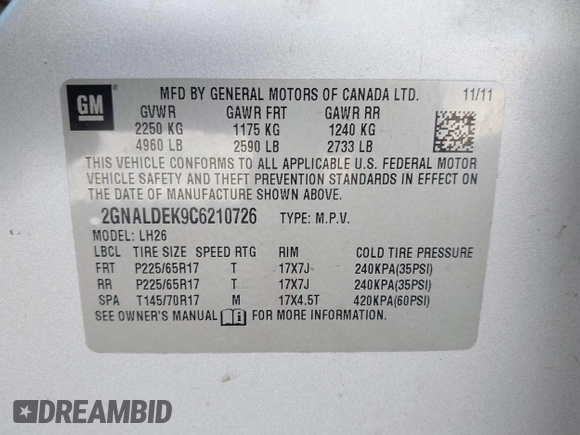 GM
MFD BY GENERAL MOTORS OF CANADA LTD. 11/11
GVWR GAWR FRT GAWR RR
2250 KG 1175 KG 1240 KG
4960 LB 2590 LB 2733 LB
THIS VEHICLE CONFORMS TO ALL APPLICABLE U.S. FEDERAL MOTOR
VEHICLE SAFETY AND THEFT PREVENTION STANDARDS IN EFFECT ON
THE DATE OF MANUFACTURE SHOWN ABOVE.
2GNALDEK9C6210726 TYPE: M.P.V.
MODEL: LH26
LBCL TIRE SIZE SPEED RTG RIM COLD TIRE PRESSURE
FRT P225/65R17 T 17X7J 240KPA(35PSI)
RR P225/65R17 T 17X7J 240KPA(35PSI)
SPA T145/70R17 M 17X4.5T 420KPA(60PSI)
SEE OWNER'S MANUAL FOR MORE INFORMATION.
DREAMBID